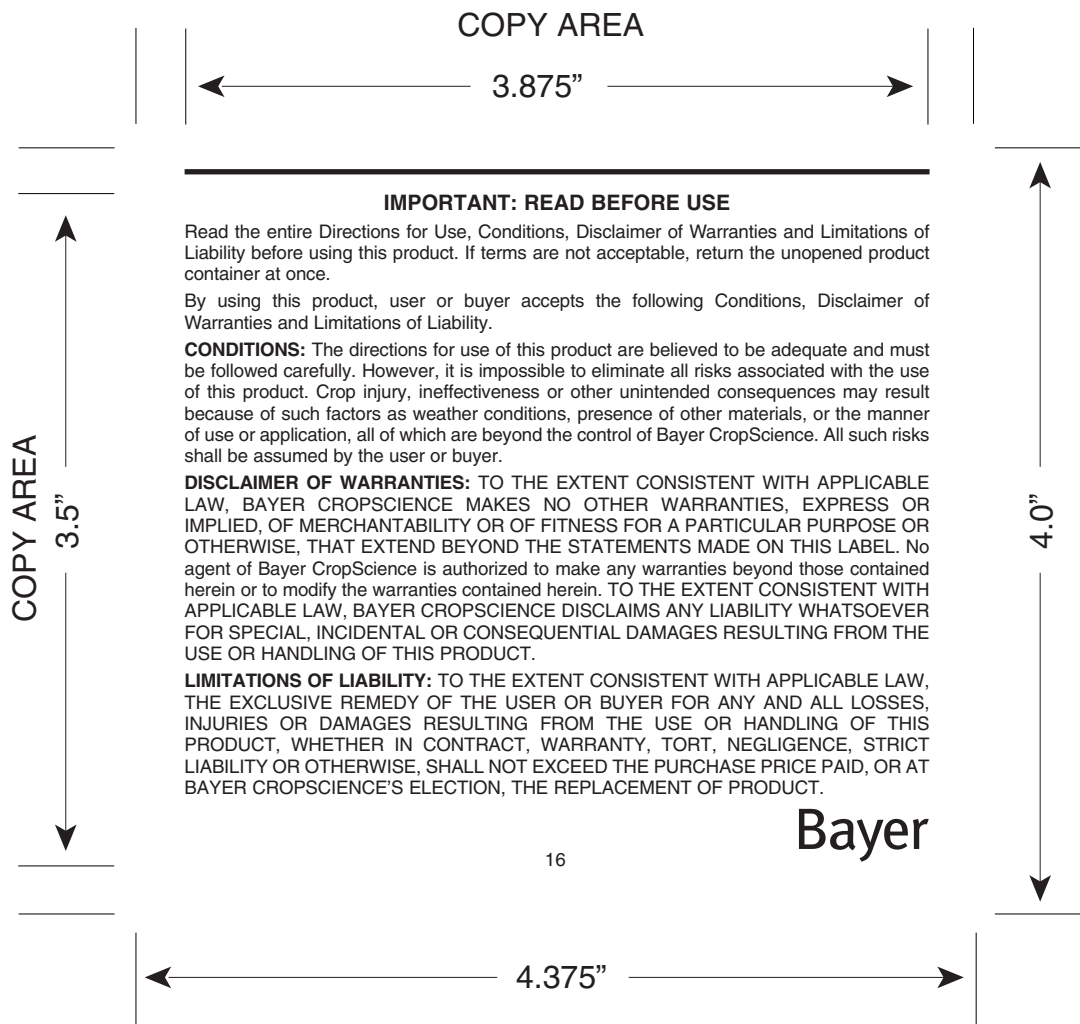 COPY AREA
3.875”
IMPORTANT: READ BEFORE USE
Read the entire Directions for Use, Conditions, Disclaimer of Warranties and Limitations of
Liability before using this product. If terms are not acceptable, return the unopened product
container at once.
By using this product, user or buyer accepts the following Conditions, Disclaimer of
Warranties and Limitations of Liability.
CONDITIONS: The directions for use of this product are believed to be adequate and must
be followed carefully. However, it is impossible to eliminate all risks associated with the use
of this product. Crop injury, ineffectiveness or other unintended consequences may result
because of such factors as weather conditions, presence of other materials, or the manner
of use or application, all of which are beyond the control of Bayer CropScience. All such risks
shall be assumed by the user or buyer.
DISCLAIMER OF WARRANTIES: TO THE EXTENT CONSISTENT WITH APPLICABLE
LAW, BAYER CROPSCIENCE MAKES NO OTHER WARRANTIES, EXPRESS OR
IMPLIED, OF MERCHANTABILITY OR OF FITNESS FOR A PARTICULAR PURPOSE OR
OTHERWISE, THAT EXTEND BEYOND THE STATEMENTS MADE ON THIS LABEL. No
agent of Bayer CropScience is authorized to make any warranties beyond those contained
herein or to modify the warranties contained herein. TO THE EXTENT CONSISTENT WITH
APPLICABLE LAW, BAYER CROPSCIENCE DISCLAIMS ANY LIABILITY WHATSOEVER
FOR SPECIAL, INCIDENTAL OR CONSEQUENTIAL DAMAGES RESULTING FROM THE
USE OR HANDLING OF THIS PRODUCT.
LIMITATIONS OF LIABILITY: TO THE EXTENT CONSISTENT WITH APPLICABLE LAW,
THE EXCLUSIVE REMEDY OF THE USER OR BUYER FOR ANY AND ALL LOSSES,
INJURIES OR DAMAGES RESULTING FROM THE USE OR HANDLING OF THIS
PRODUCT, WHETHER IN CONTRACT, WARRANTY, TORT, NEGLIGENCE, STRICT
LIABILITY OR OTHERWISE, SHALL NOT EXCEED THE PURCHASE PRICE PAID, OR AT
BAYER CROPSCIENCE’S ELECTION, THE REPLACEMENT OF PRODUCT.
Bayer
16
COPY AREA
3.5”
4.0”
4.375”